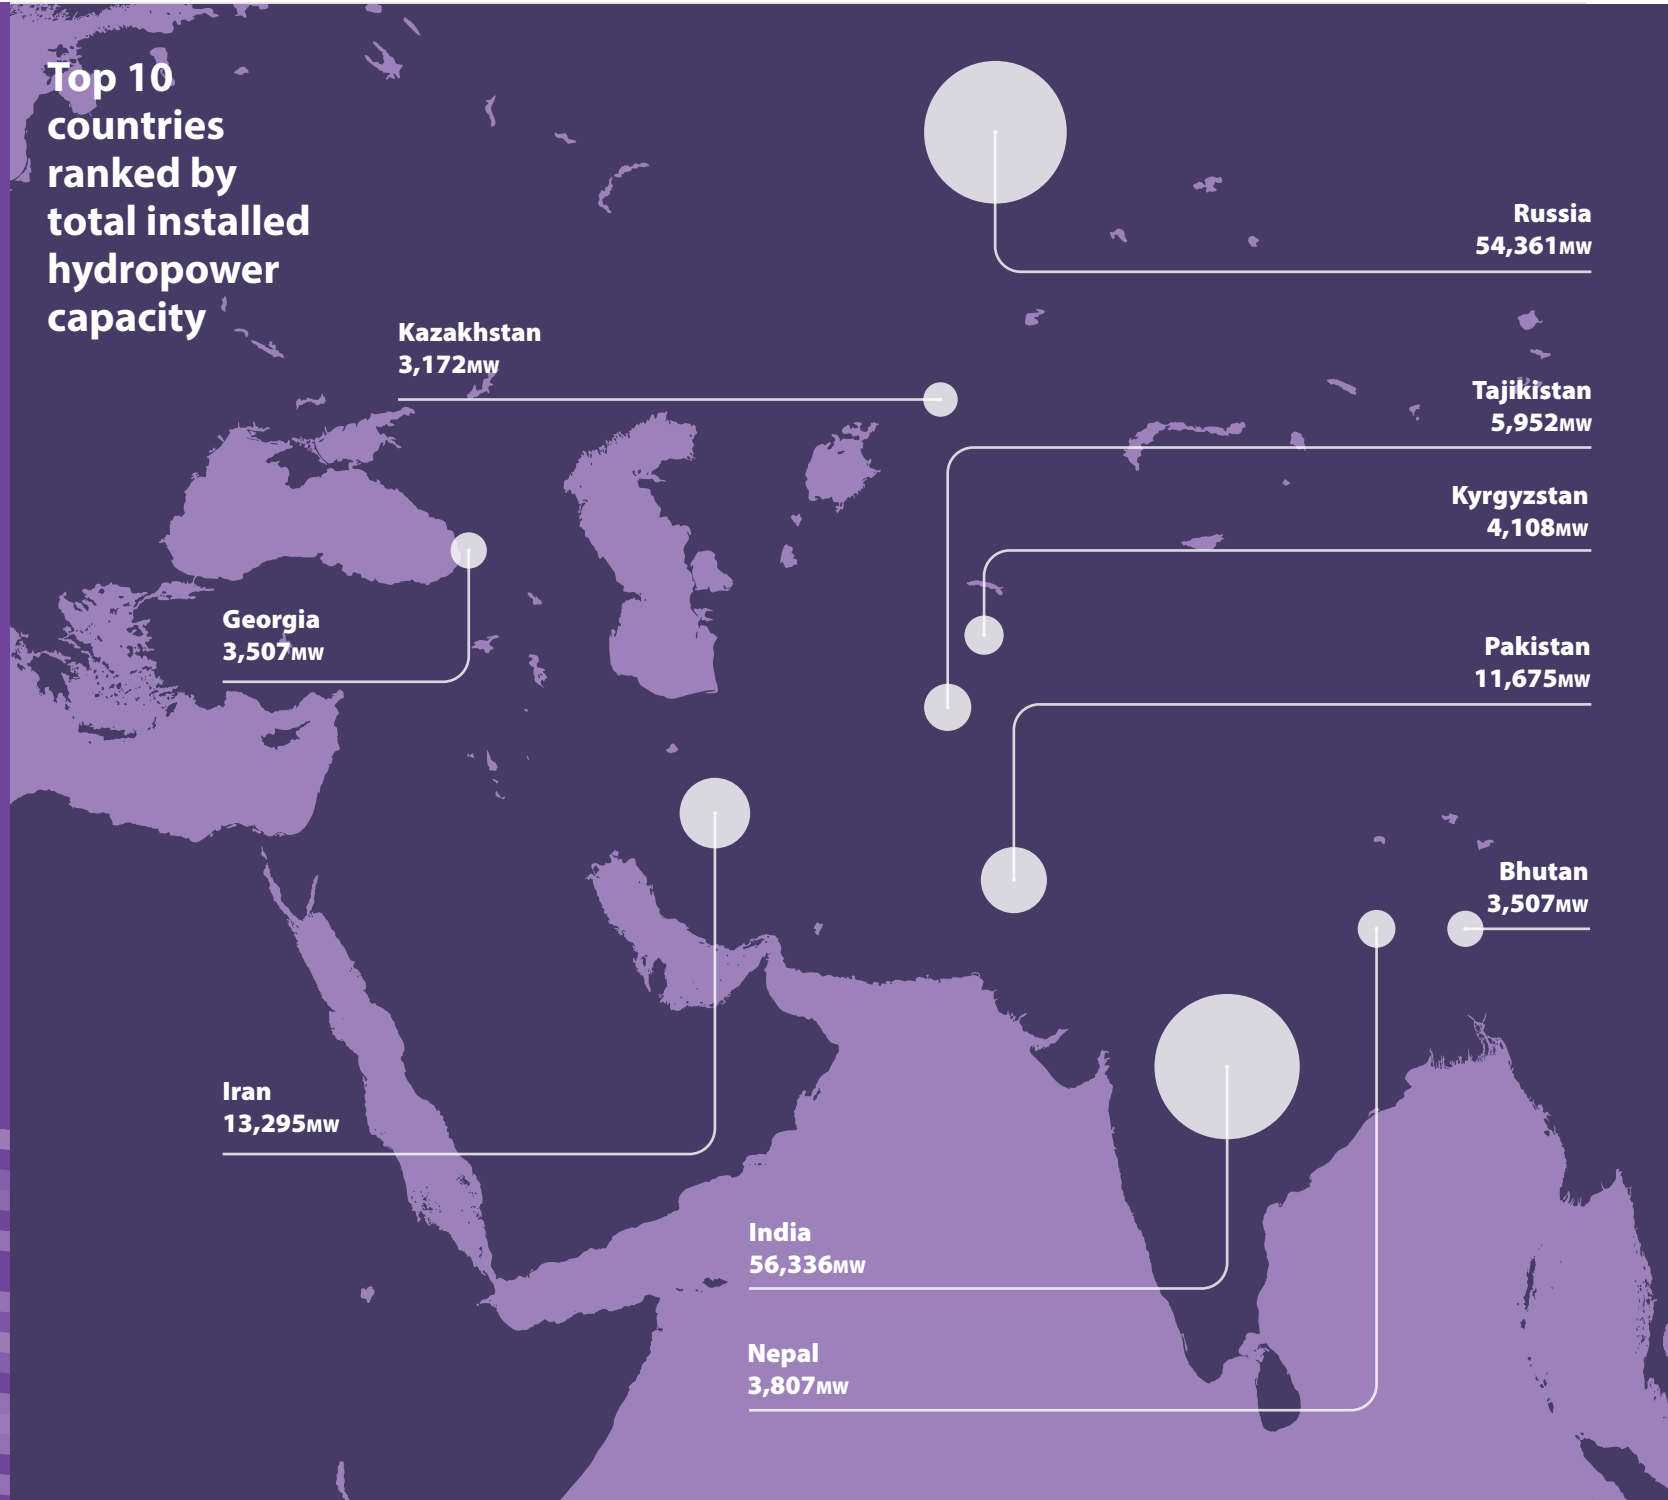 Top 10
countries
ranked by
total installed
hydropower
capacity
Russia
54,361MW
Kazakhstan
3,172MW
Tajikistan
5,952MW
Kyrgyzstan
4,108MW
Georgia
3,507MW
Pakistan
11,675MW
Bhutan
3,507MW
Iran
13,295MW
India
56,336MW
Nepal
3,807MW